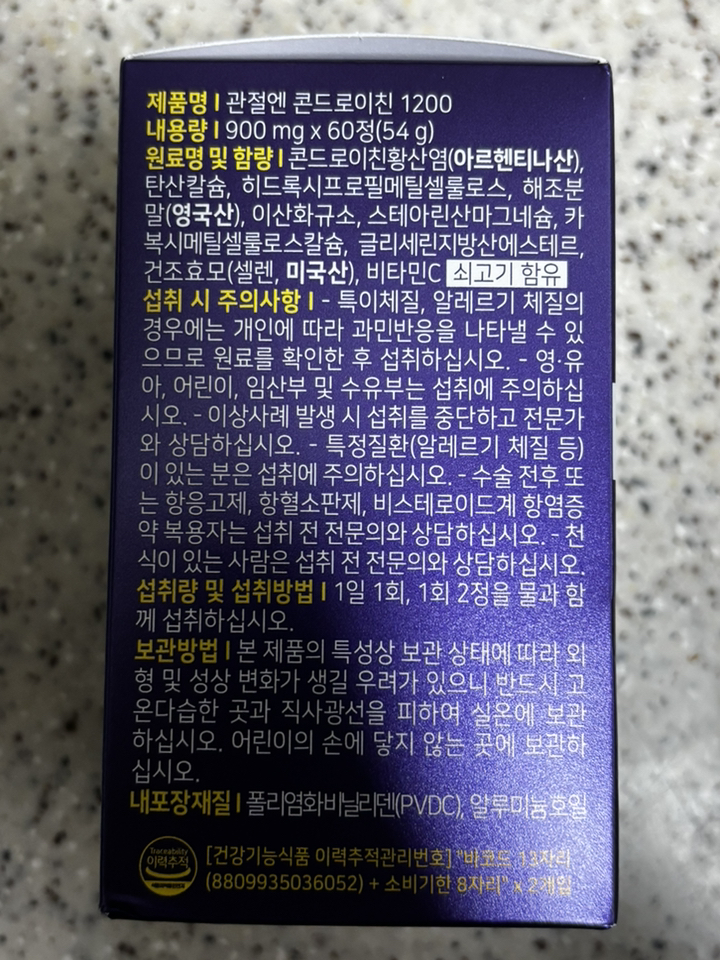 제품명 | 관절엔 콘드로이친 1200
내용량 | 900 mg x 60정(54 g)
원료명 및 함량 | 콘드로이친황산염(아르헨티나산),
탄산칼슘, 히드록시프로필메틸셀룰로스, 해조분
말(영국산), 이산화규소, 스테아린산마그네슘, 카
복시메틸셀룰로스칼슘, 글리세린지방산에스테르,
건조효모(셀렌, 미국산), 비타민C 쇠고기 함유
섭취 시 주의사항 | - 특이체질, 알레르기 체질의
경우에는 개인에 따라 과민반응을 나타낼 수 있
으므로 원료를 확인한 후 섭취하십시오. - 영·유
아, 어린이, 임산부 및 수유부는 섭취에 주의하십
시오. - 이상사례 발생 시 섭취를 중단하고 전문가
와 상담하십시오. - 특정질환(알레르기 체질 등)
이 있는 분은 섭취에 주의하십시오. - 수술 전후 또
는 항응고제, 항혈소판제, 비스테로이드계 항염증
약 복용자는 섭취 전 전문의와 상담하십시오. - 천
식이 있는 사람은 섭취 전 전문의와 상담하십시오.
섭취량 및 섭취방법 | 1일 1회, 1회 2정을 물과 함
께 섭취하십시오.
보관방법 | 본 제품의 특성상 보관 상태에 따라 외
형 및 성상 변화가 생길 우려가 있으니 반드시 고
온다습한 곳과 직사광선을 피하여 실온에 보관
하십시오. 어린이의 손에 닿지 않는 곳에 보관하
십시오.
내포장재질 | 폴리염화비닐리덴(PVDC), 알루미늄호일
Traceability
이력추적
[건강기능식품 이력추적관리번호] "바코드 13자리
(8809935036052) + 소비기한 8자리" x 2개입